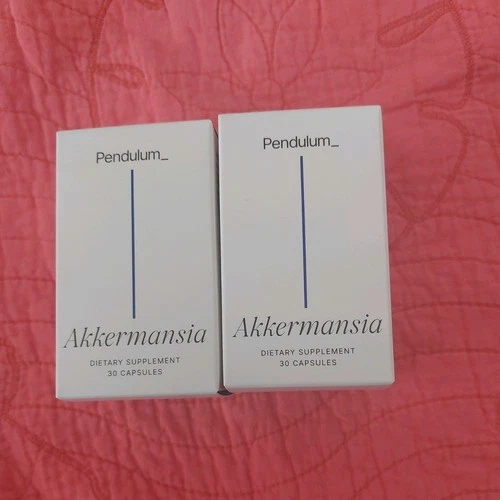 Pendulum_
Akkermansia
DIETARY SUPPLEMENT
30 CAPSULES
Pendulum_
Akkermansia
DIETARY SUPPLEMENT
30 CAPSULES